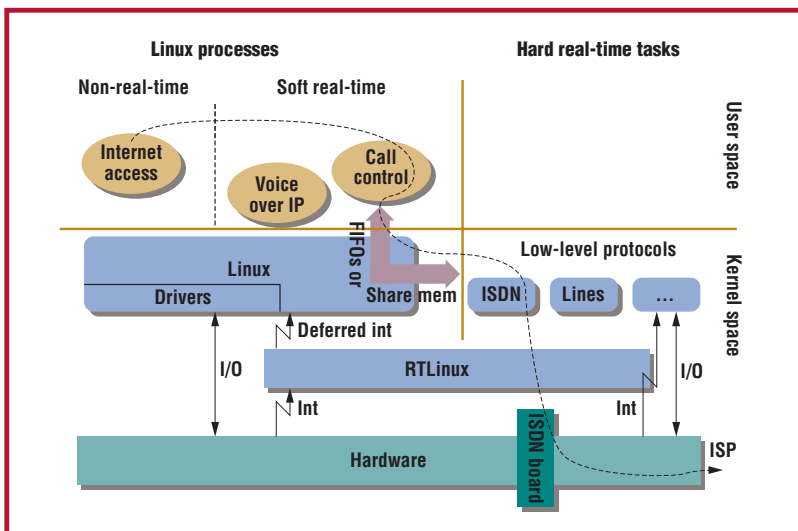 Linux processes
Hard real-time tasks
Non-real-time
Soft real-time
User space
Internet
access
Voice
over IP
Call
control
FIFOs or
Share mem
Low-level protocols
Kernel space
Linux
Drivers
ISDN
Lines
...
Deferred int
I/O
RTLinux
I/O
Int
Int
Hardware
ISDN board
ISP